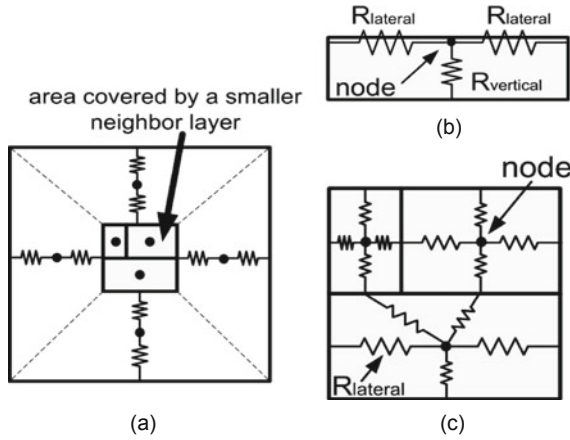 area covered by a smaller
neighbor layer
(a)
Rlateral Rlateral
node
Rvertical
(b)
node
Rlateral
(c)